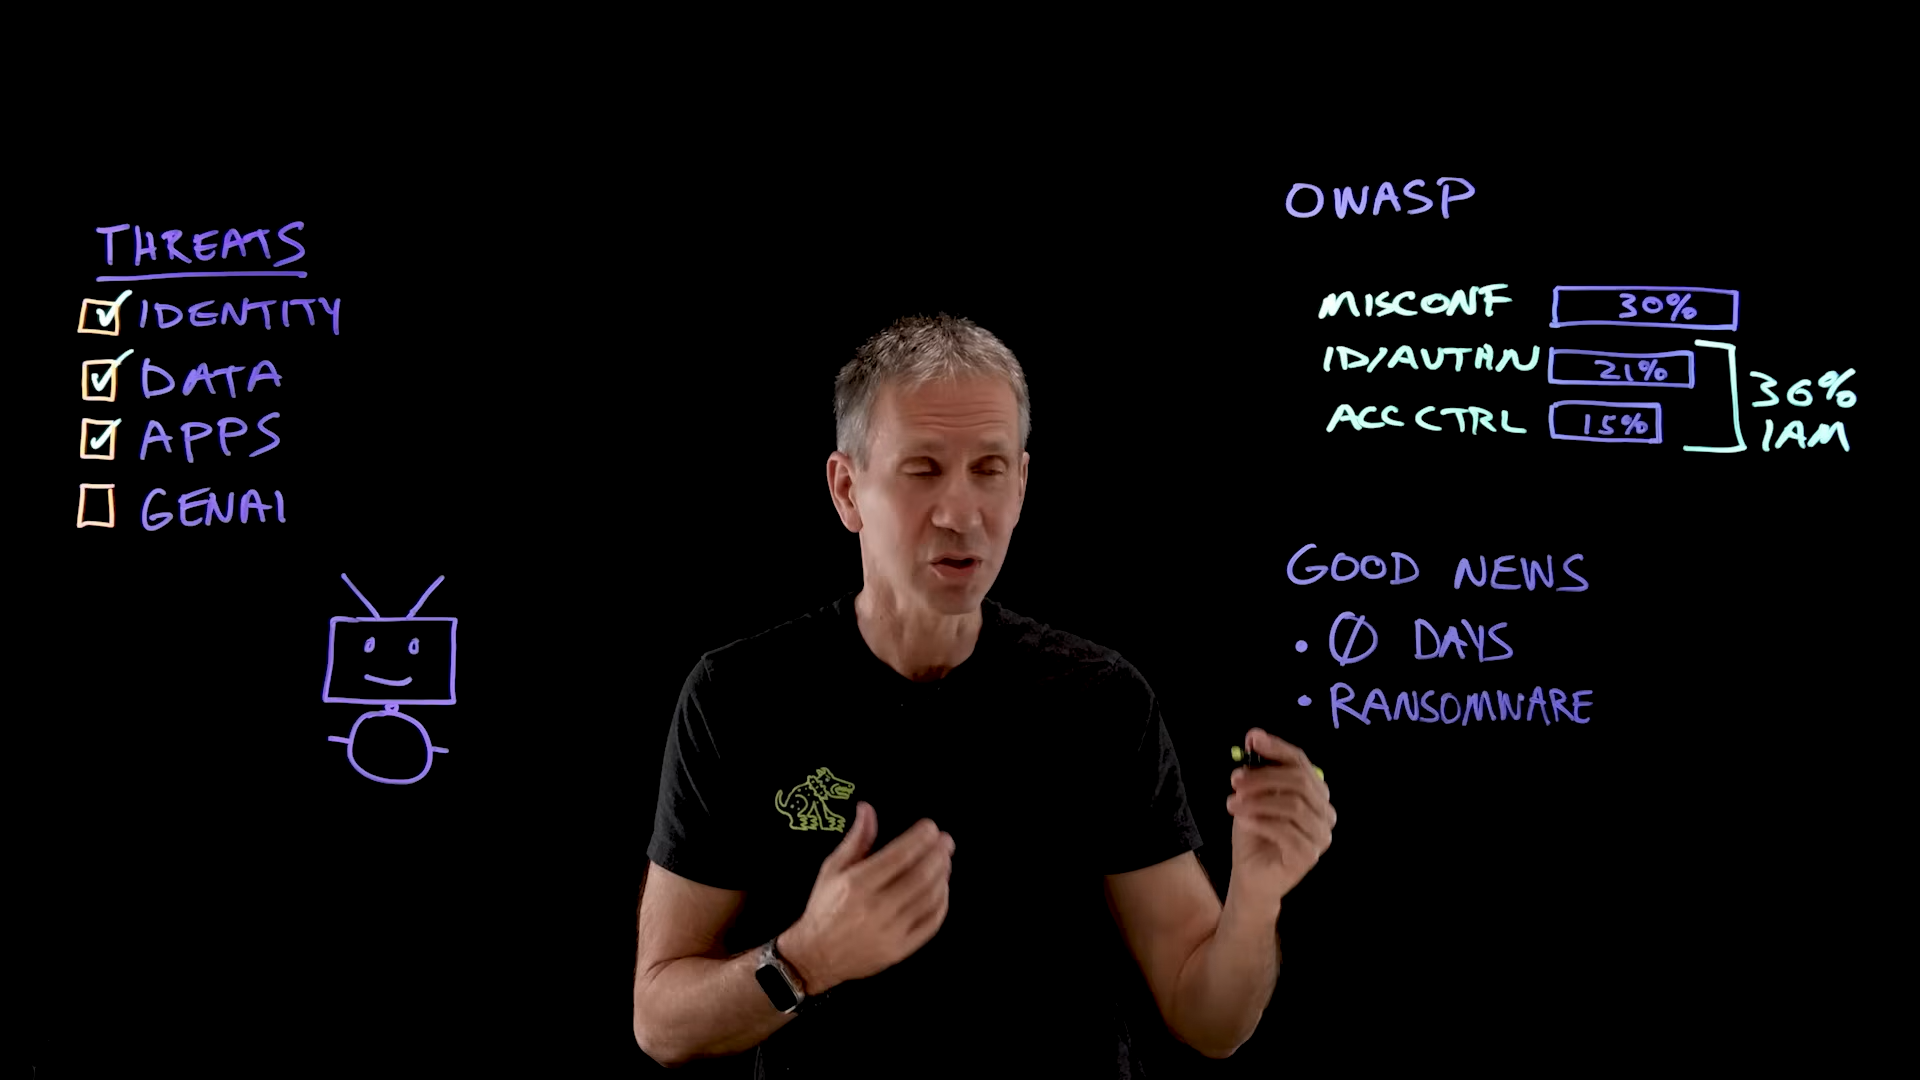 THREATS
IDENTITY
DATA
APPS
GENAI
OWASP
MISCONF 30%
ID/AUTHN 21%
ACC CTRL 15%
36%
IAM
GOOD NEWS
• Ø DAYS
• RANSOMWARE